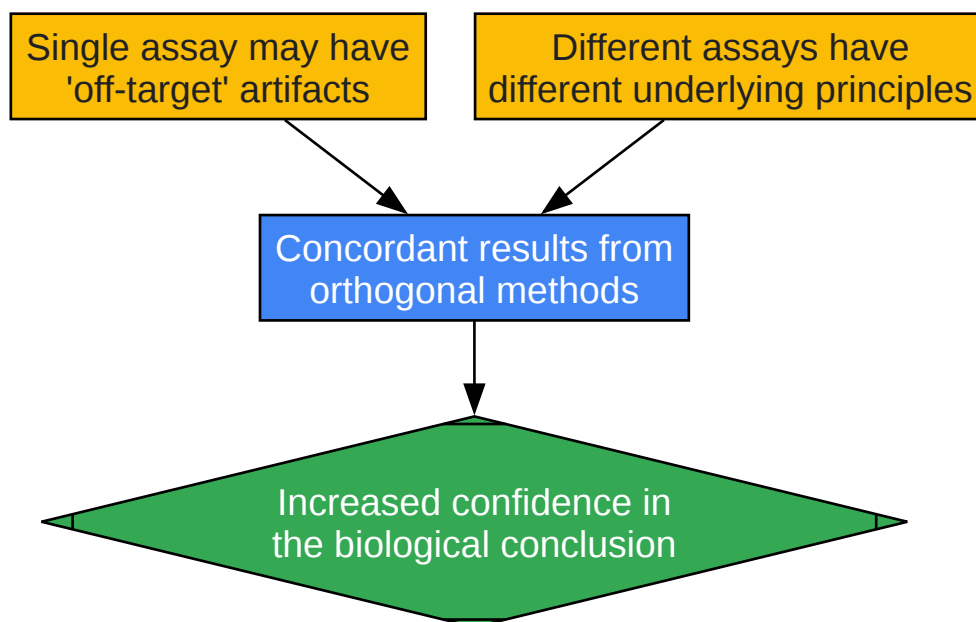 Single assay may have
'off-target' artifacts
Different assays have
different underlying principles
Concordant results from
orthogonal methods
Increased confidence in
the biological conclusion